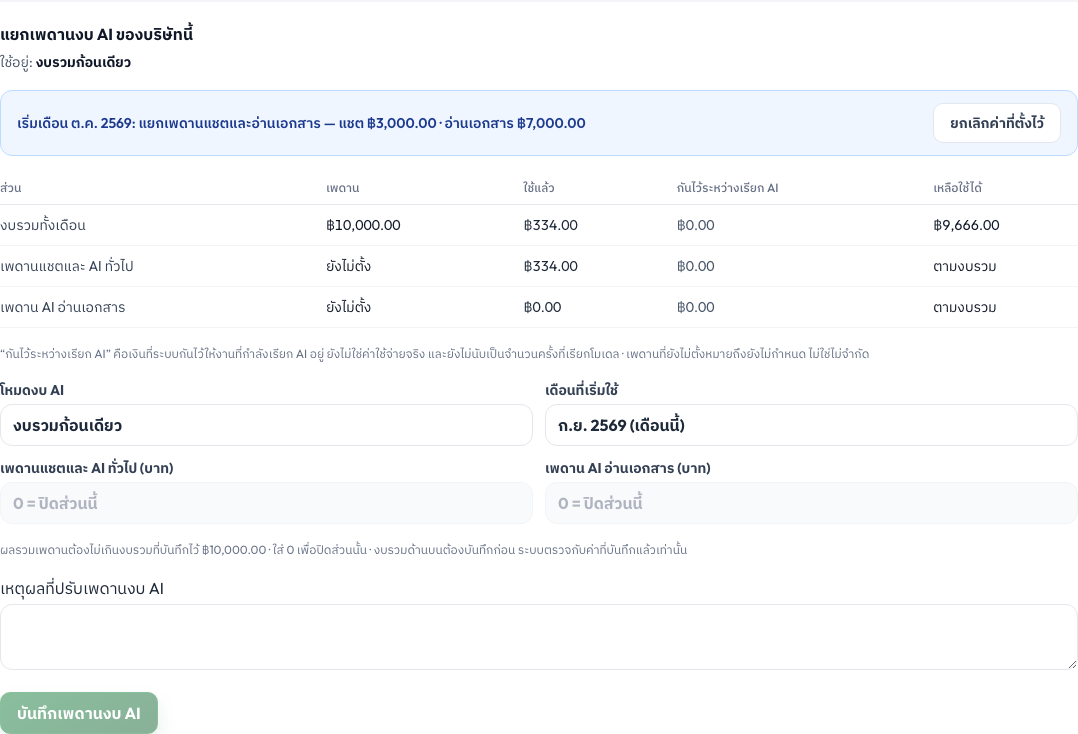 แยกเพดานงบ AI ของบริษัทนี้
ใช้อยู่: งบรวมก้อนเดียว
เริ่มเดือน ต.ค. 2569: แยกเพดานแชตและอ่านเอกสาร — แชต ฿3,000.00 · อ่านเอกสาร ฿7,000.00
ยกเลิกค่าที่ตั้งไว้
ส่วน เพดาน ใช้แล้ว กันไว้ระหว่างเรียก AI เหลือใช้ได้
งบรวมทั้งเดือน ฿10,000.00 ฿334.00 ฿0.00 ฿9,666.00
เพดานแชตและ AI ทั่วไป ยังไม่ตั้ง ฿334.00 ฿0.00 ตามงบรวม
เพดาน AI อ่านเอกสาร ยังไม่ตั้ง ฿0.00 ฿0.00 ตามงบรวม
“กันไว้ระหว่างเรียก AI” คือเงินที่ระบบกันไว้ให้งานที่กำลังเรียก AI อยู่ ยังไม่ใช่ค่าใช้จ่ายจริง และยังไม่นับเป็นจำนวนครั้งที่เรียกโมเดล · เพดานที่ยังไม่ตั้งหมายถึงยังไม่กำหนด ไม่ใช่ไม่จำกัด
โหมดงบ AI เดือนที่เริ่มใช้
งบรวมก้อนเดียว ก.ย. 2569 (เดือนนี้)
เพดานแชตและ AI ทั่วไป (บาท) เพดาน AI อ่านเอกสาร (บาท)
0 = ปิดส่วนนี้ 0 = ปิดส่วนนี้
ผลรวมเพดานต้องไม่เกินงบรวมที่บันทึกไว้ ฿10,000.00 · ใส่ 0 เพื่อปิดส่วนนั้น · งบรวมด้านบนต้องบันทึกก่อน ระบบตรวจกับค่าที่บันทึกแล้วเท่านั้น
เหตุผลที่ปรับเพดานงบ AI
บันทึกเพดานงบ AI